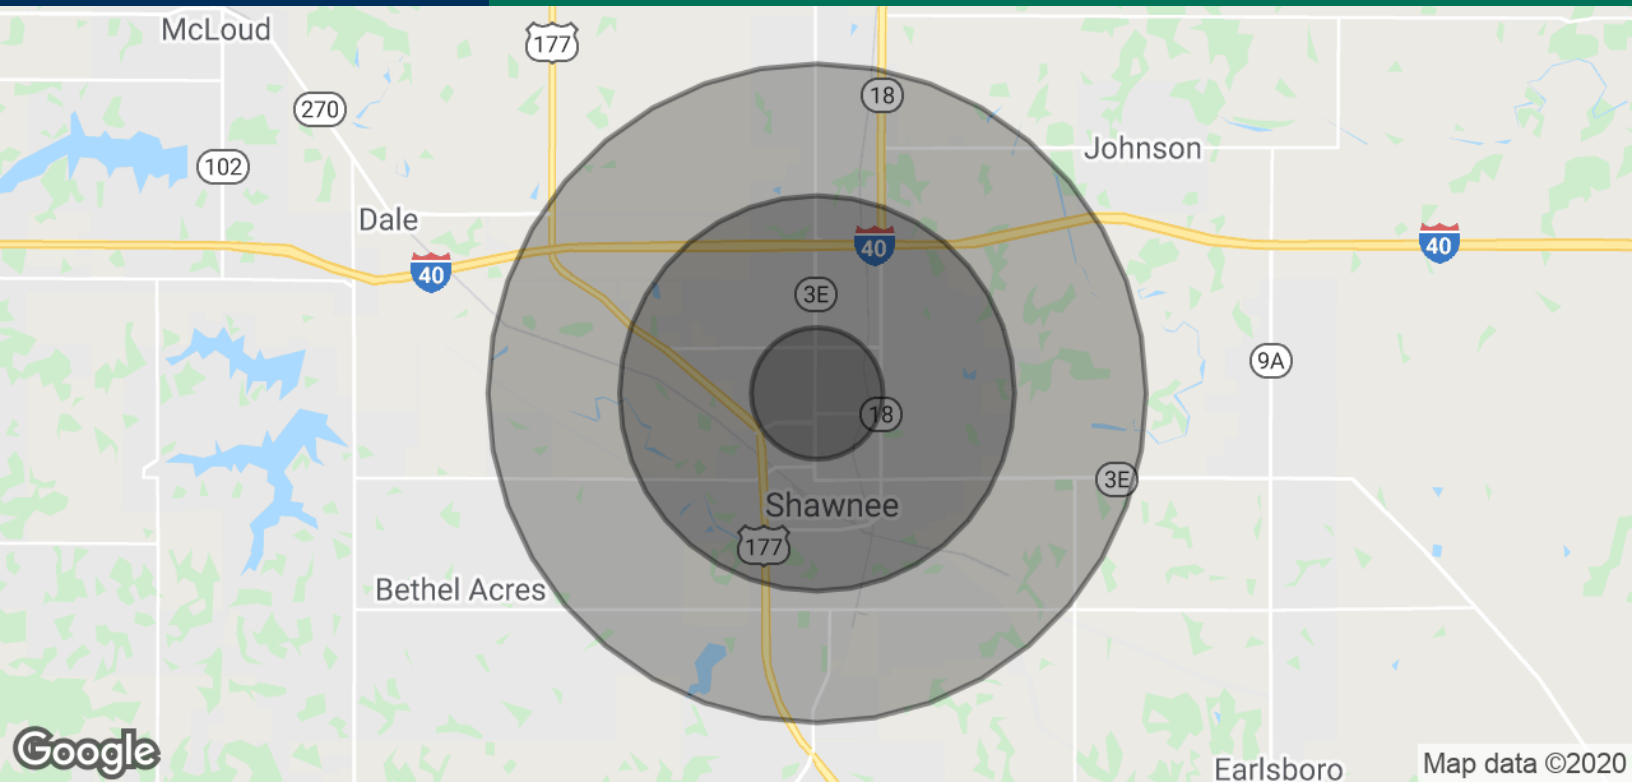 McLoud
177
18
270
Johnson
102
Dale
40
40
40
3E
9A
18
3E
Shawnee
177
Bethel Acres
Google
Earlsboro
Map data ©2020